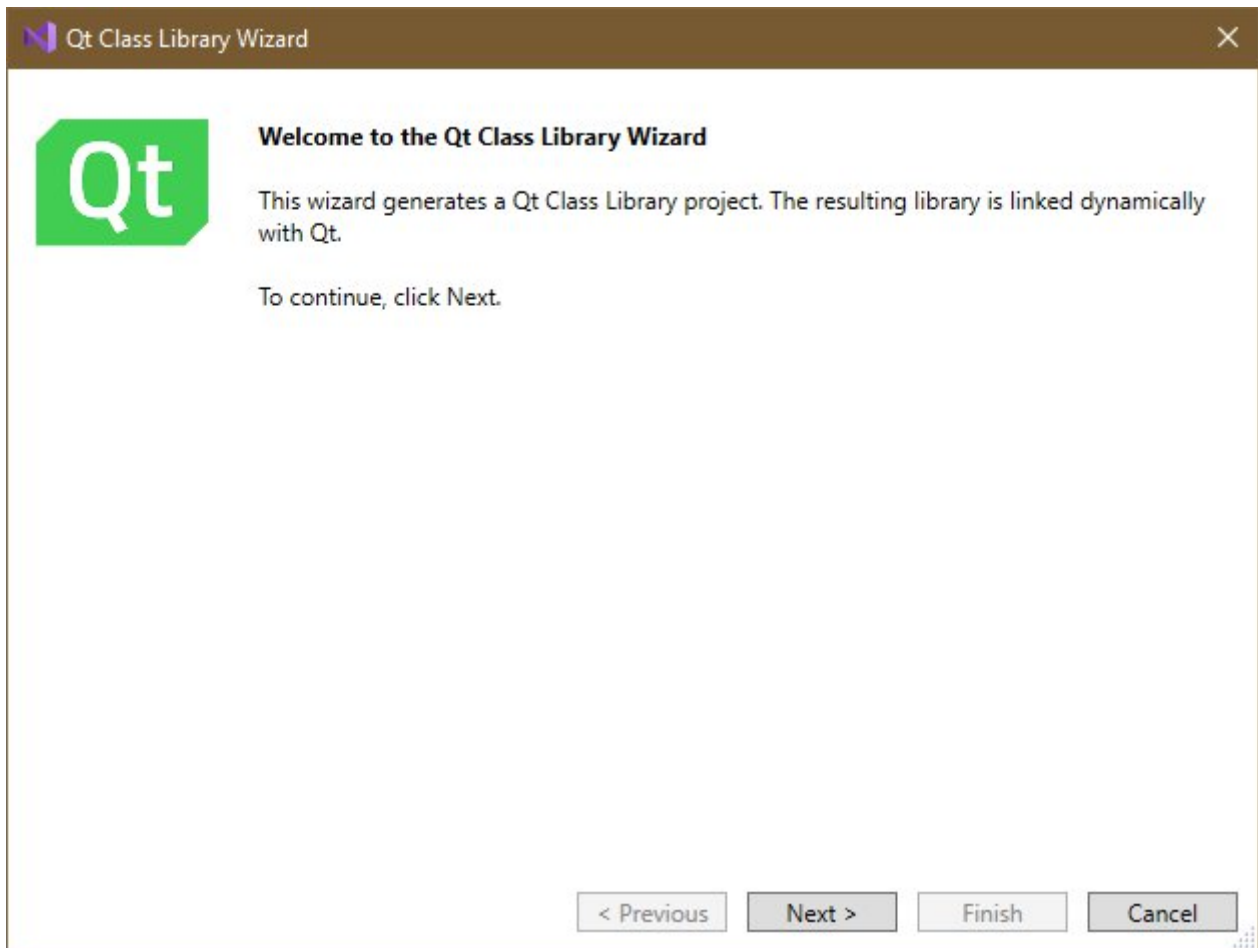 Qt Class Library Wizard
Qt
Welcome to the Qt Class Library Wizard
This wizard generates a Qt Class Library project. The resulting library is linked dynamically
with Qt.
To continue, click Next.
< Previous Next > Finish Cancel